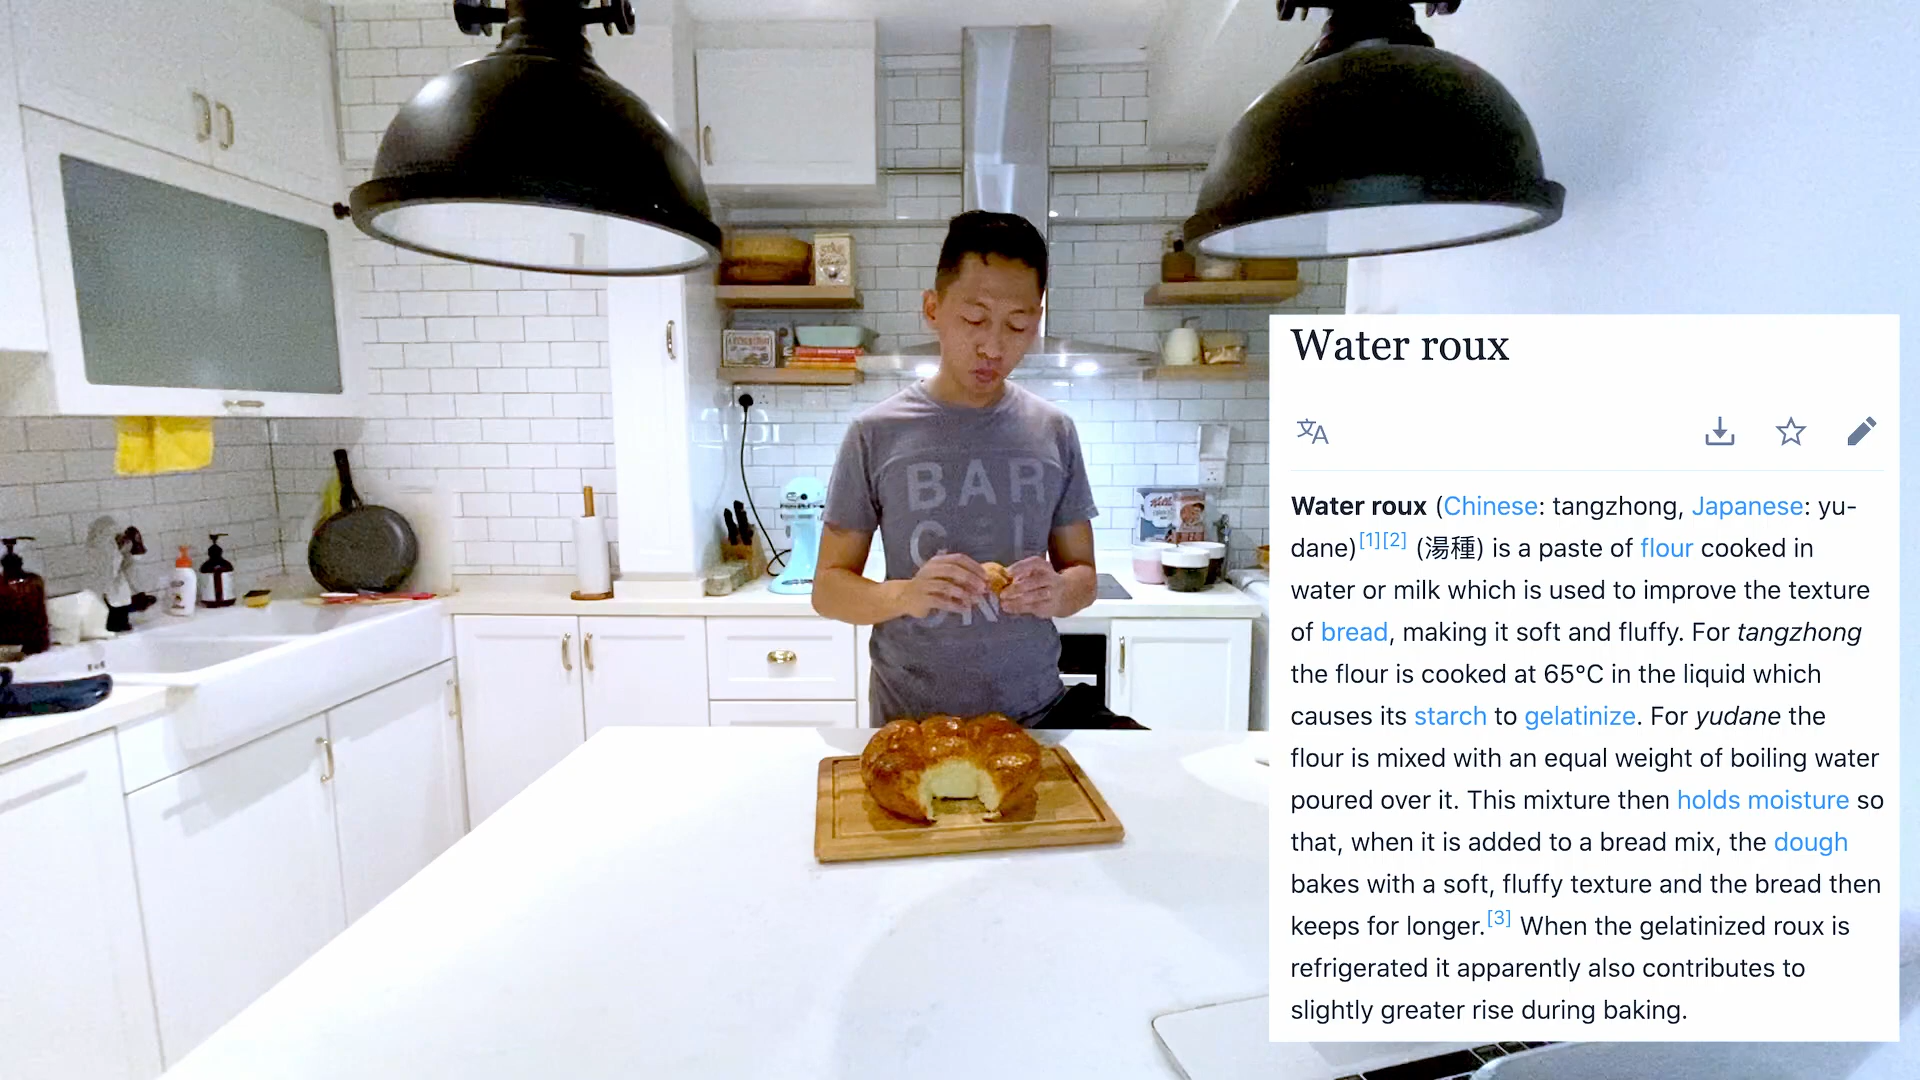 Water roux
Water roux (Chinese: tangzhong, Japanese: yu-
dane)[1][2] (湯種) is a paste of flour cooked in
water or milk which is used to improve the texture
of bread, making it soft and fluffy. For tangzhong
the flour is cooked at 65°C in the liquid which
causes its starch to gelatinize. For yudane the
flour is mixed with an equal weight of boiling water
poured over it. This mixture then holds moisture so
that, when it is added to a bread mix, the dough
bakes with a soft, fluffy texture and the bread then
keeps for longer.[3] When the gelatinized roux is
refrigerated it apparently also contributes to
slightly greater rise during baking.
BAR
CEL
ON